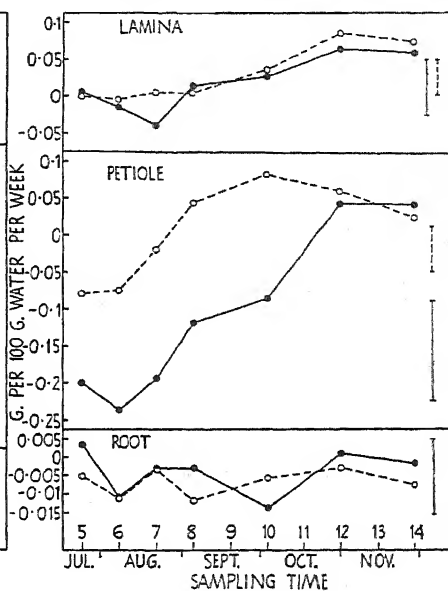 LAMINA
0.1
0.05
0
-0.05
PETIOLE
0.1
0.05
0
-0.05
-0.1
-0.15
-0.2
-0.25
G. PER 100 G. WATER PER WEEK
ROOT
0.005
0
-0.005
-0.01
-0.015
5 6 7 8 9 10 11 12 13 14
JUL. AUG. SEPT. OCT. NOV.
SAMPLING TIME